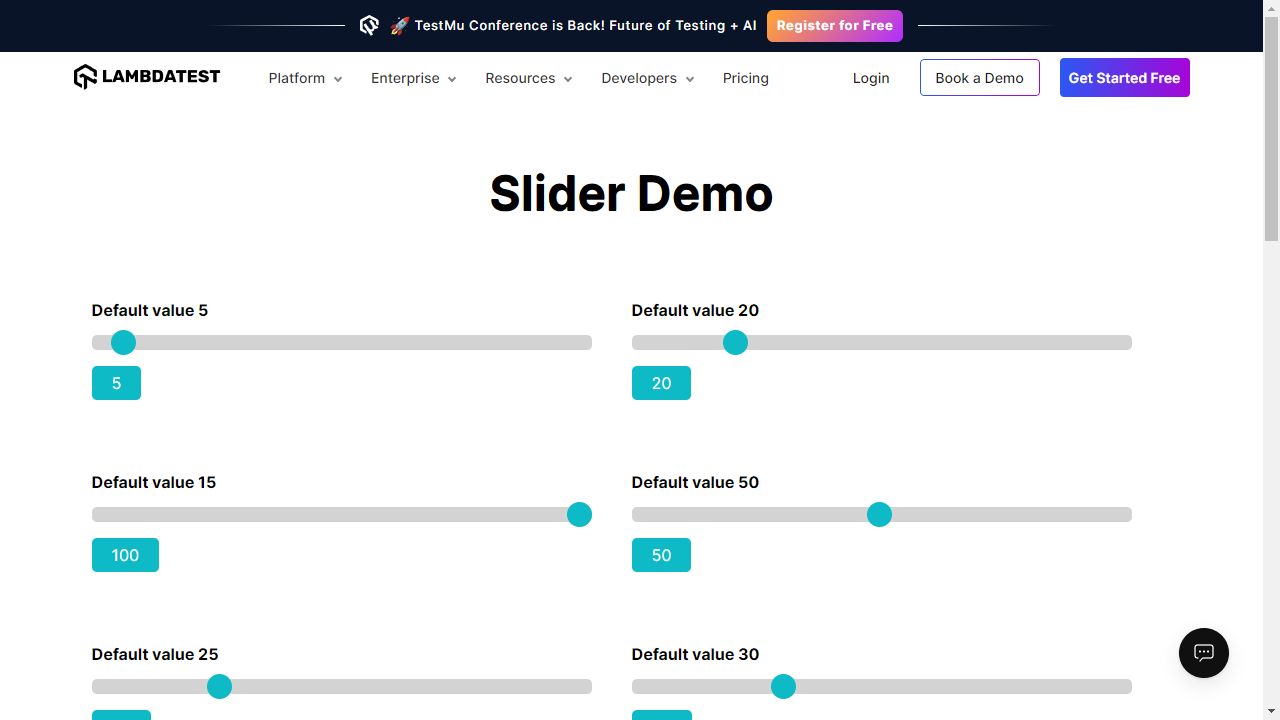 🚀 TestMu Conference is Back! Future of Testing + AI Register for Free
LAMBDATEST Platform Enterprise Resources Developers Pricing Login Book a Demo Get Started Free
Slider Demo
Default value 5 Default value 20
5 20
Default value 15 Default value 50
100 50
Default value 25 Default value 30